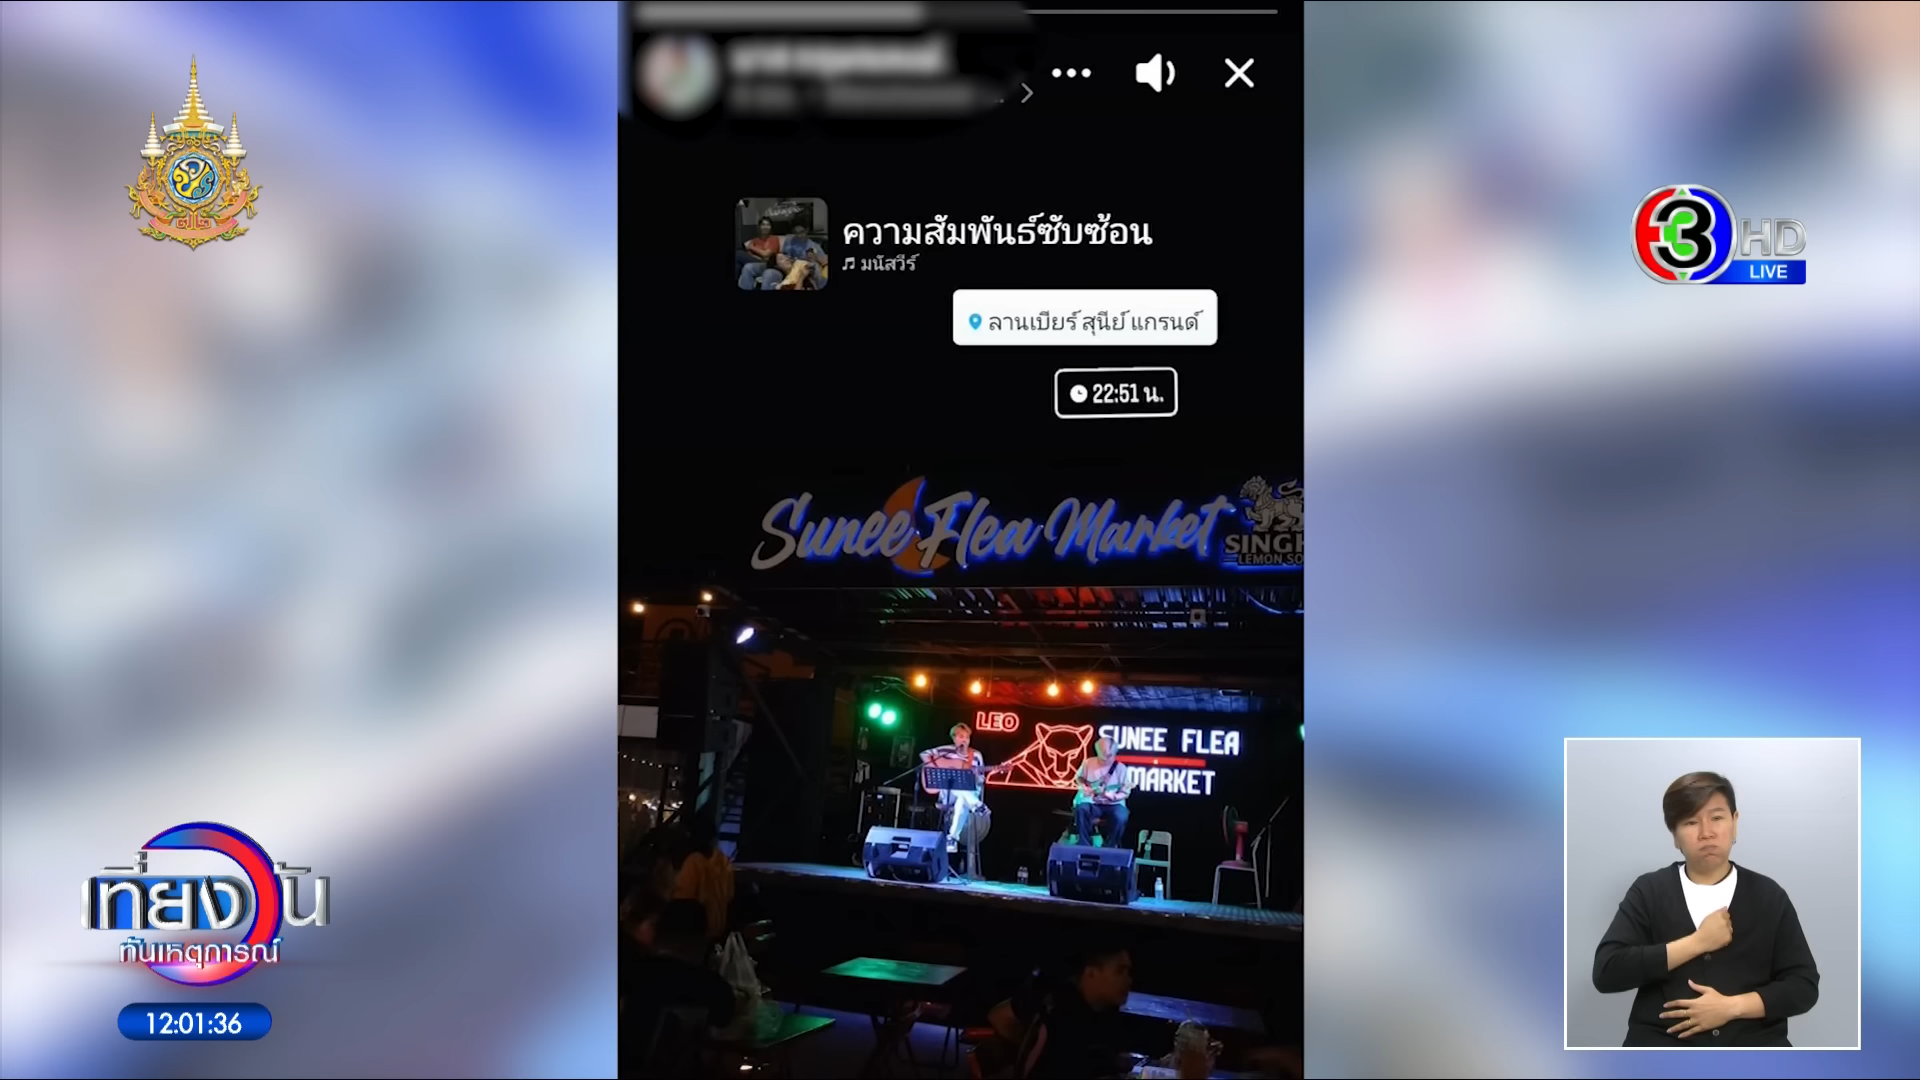 ความสัมพันธ์ซับซ้อน
มนัสวีร์
ลานเบียร์ สุนีย์ แกรนด์
22:51 น.
Sunee Flea Market
SINGH
LEMON SO
LEO
SUNEE FLEA
MARKET
3 HD
LIVE
เที่ยงวัน
ทันเหตุการณ์
12:01:36